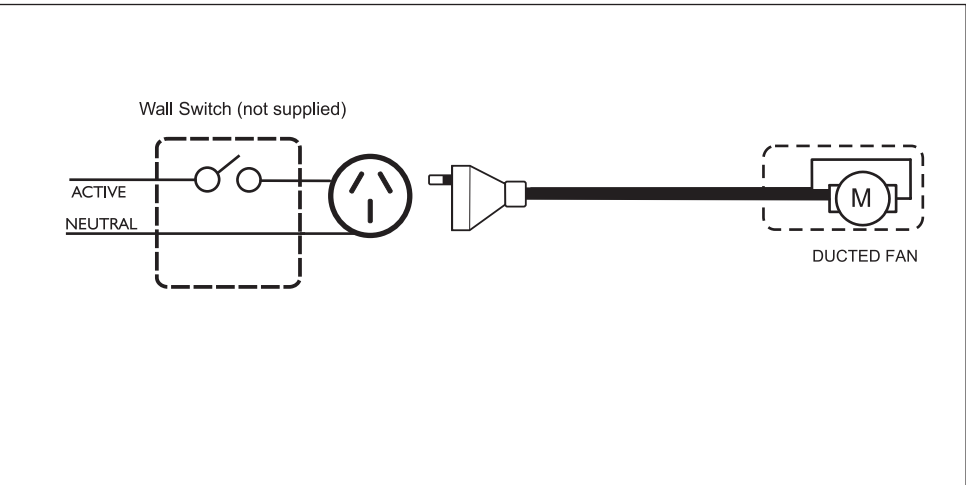 Wall Switch (not supplied)
ACTIVE
NEUTRAL
M
DUCTED FAN